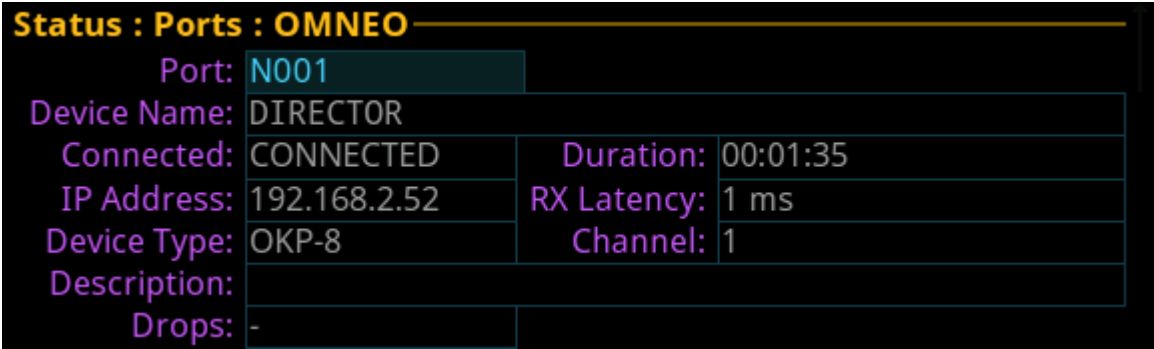 Status : Ports : OMNEO
Port: N001
Device Name: DIRECTOR
Connected: CONNECTED Duration: 00:01:35
IP Address: 192.168.2.52 RX Latency: 1 ms
Device Type: OKP-8 Channel: 1
Description:
Drops: -